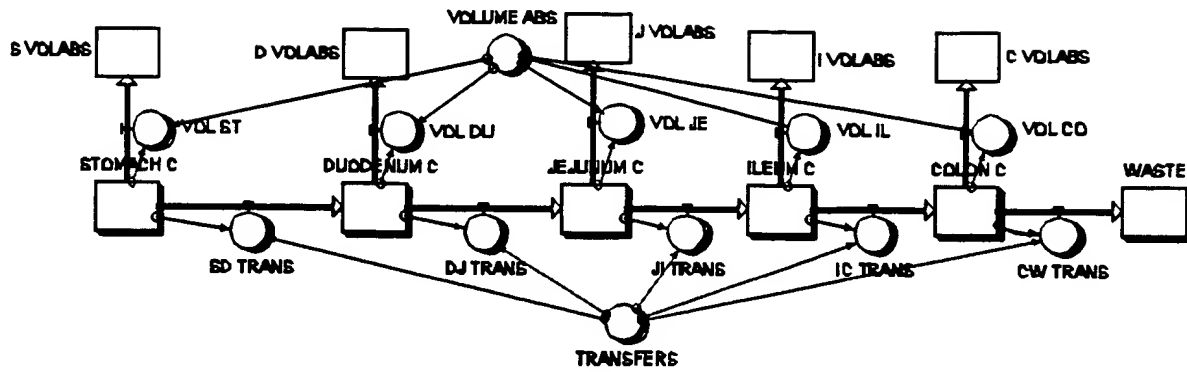 VOLUME ABS
S VOLABS
D VOLABS
J VOLABS
I VOLABS
C VOLABS
VOL ST
VOL DU
VOL JE
VOL IL
VOL CO
STOMACH C
DUODENUM C
JEJUNUM C
ILEUM C
COLON C
WASTE
SD TRANS
DJ TRANS
JI TRANS
IC TRANS
CW TRANS
TRANSFERS